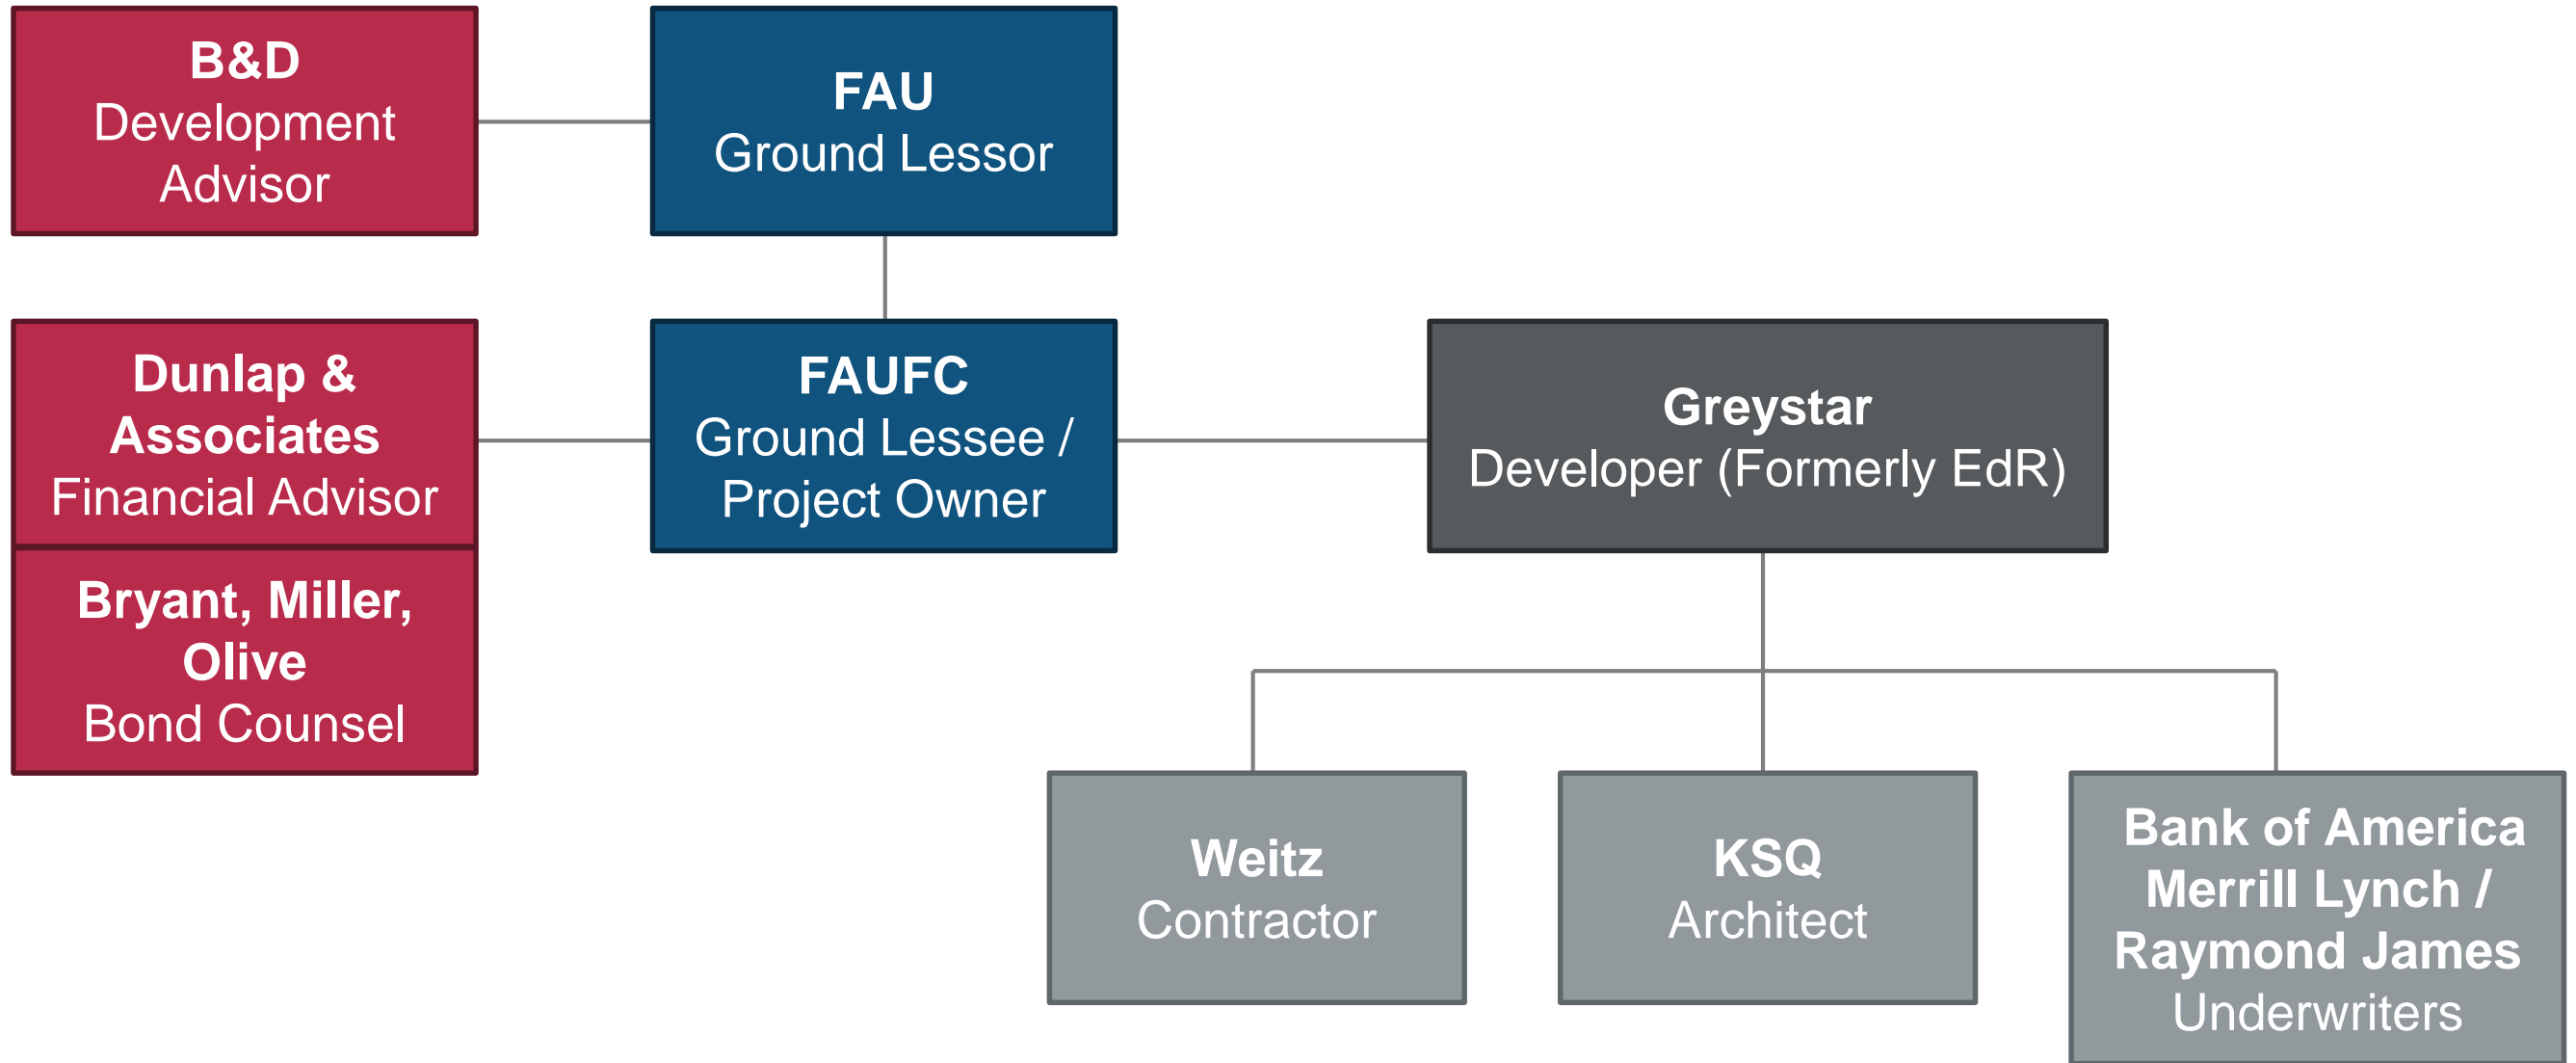 B&D
Development
Advisor
FAU
Ground Lessor
Dunlap &
Associates
Financial Advisor
FAUFC
Ground Lessee /
Project Owner
Greystar
Developer (Formerly EdR)
Bryant, Miller,
Olive
Bond Counsel
Weitz
Contractor
KSQ
Architect
Bank of America
Merrill Lynch /
Raymond James
Underwriters